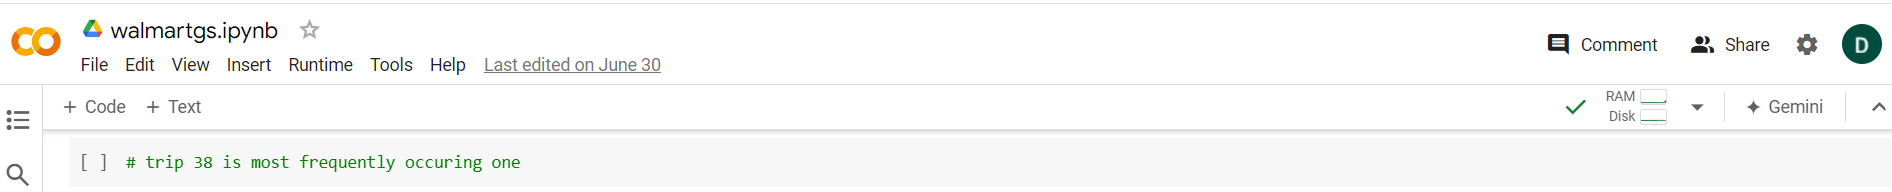 walmartgs.ipynb
File Edit View Insert Runtime Tools Help Last edited on June 30
Comment Share D
+ Code + Text
RAM
Disk
Gemini
[ ] # trip 38 is most frequently occuring one